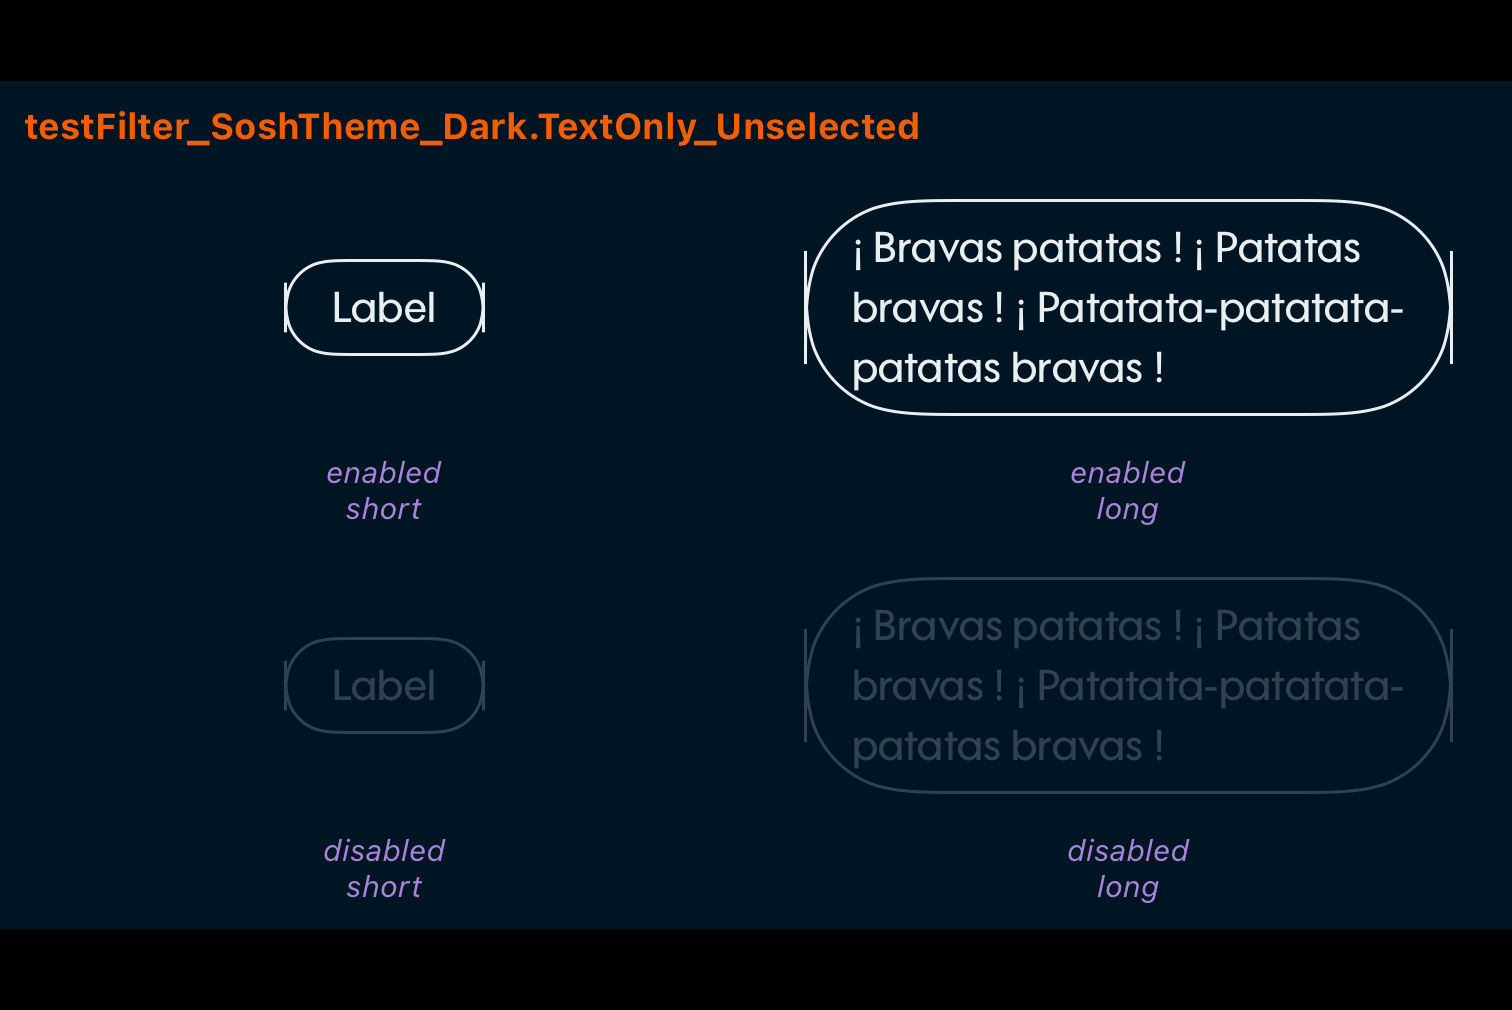 testFilter_SoshTheme_Dark.TextOnly_Unselected
Label
¡ Bravas patatas ! ¡ Patatas
bravas ! ¡ Patatata-patatata-
patatas bravas !
enabled
short
enabled
long
Label
¡ Bravas patatas ! ¡ Patatas
bravas ! ¡ Patatata-patatata-
patatas bravas !
disabled
short
disabled
long